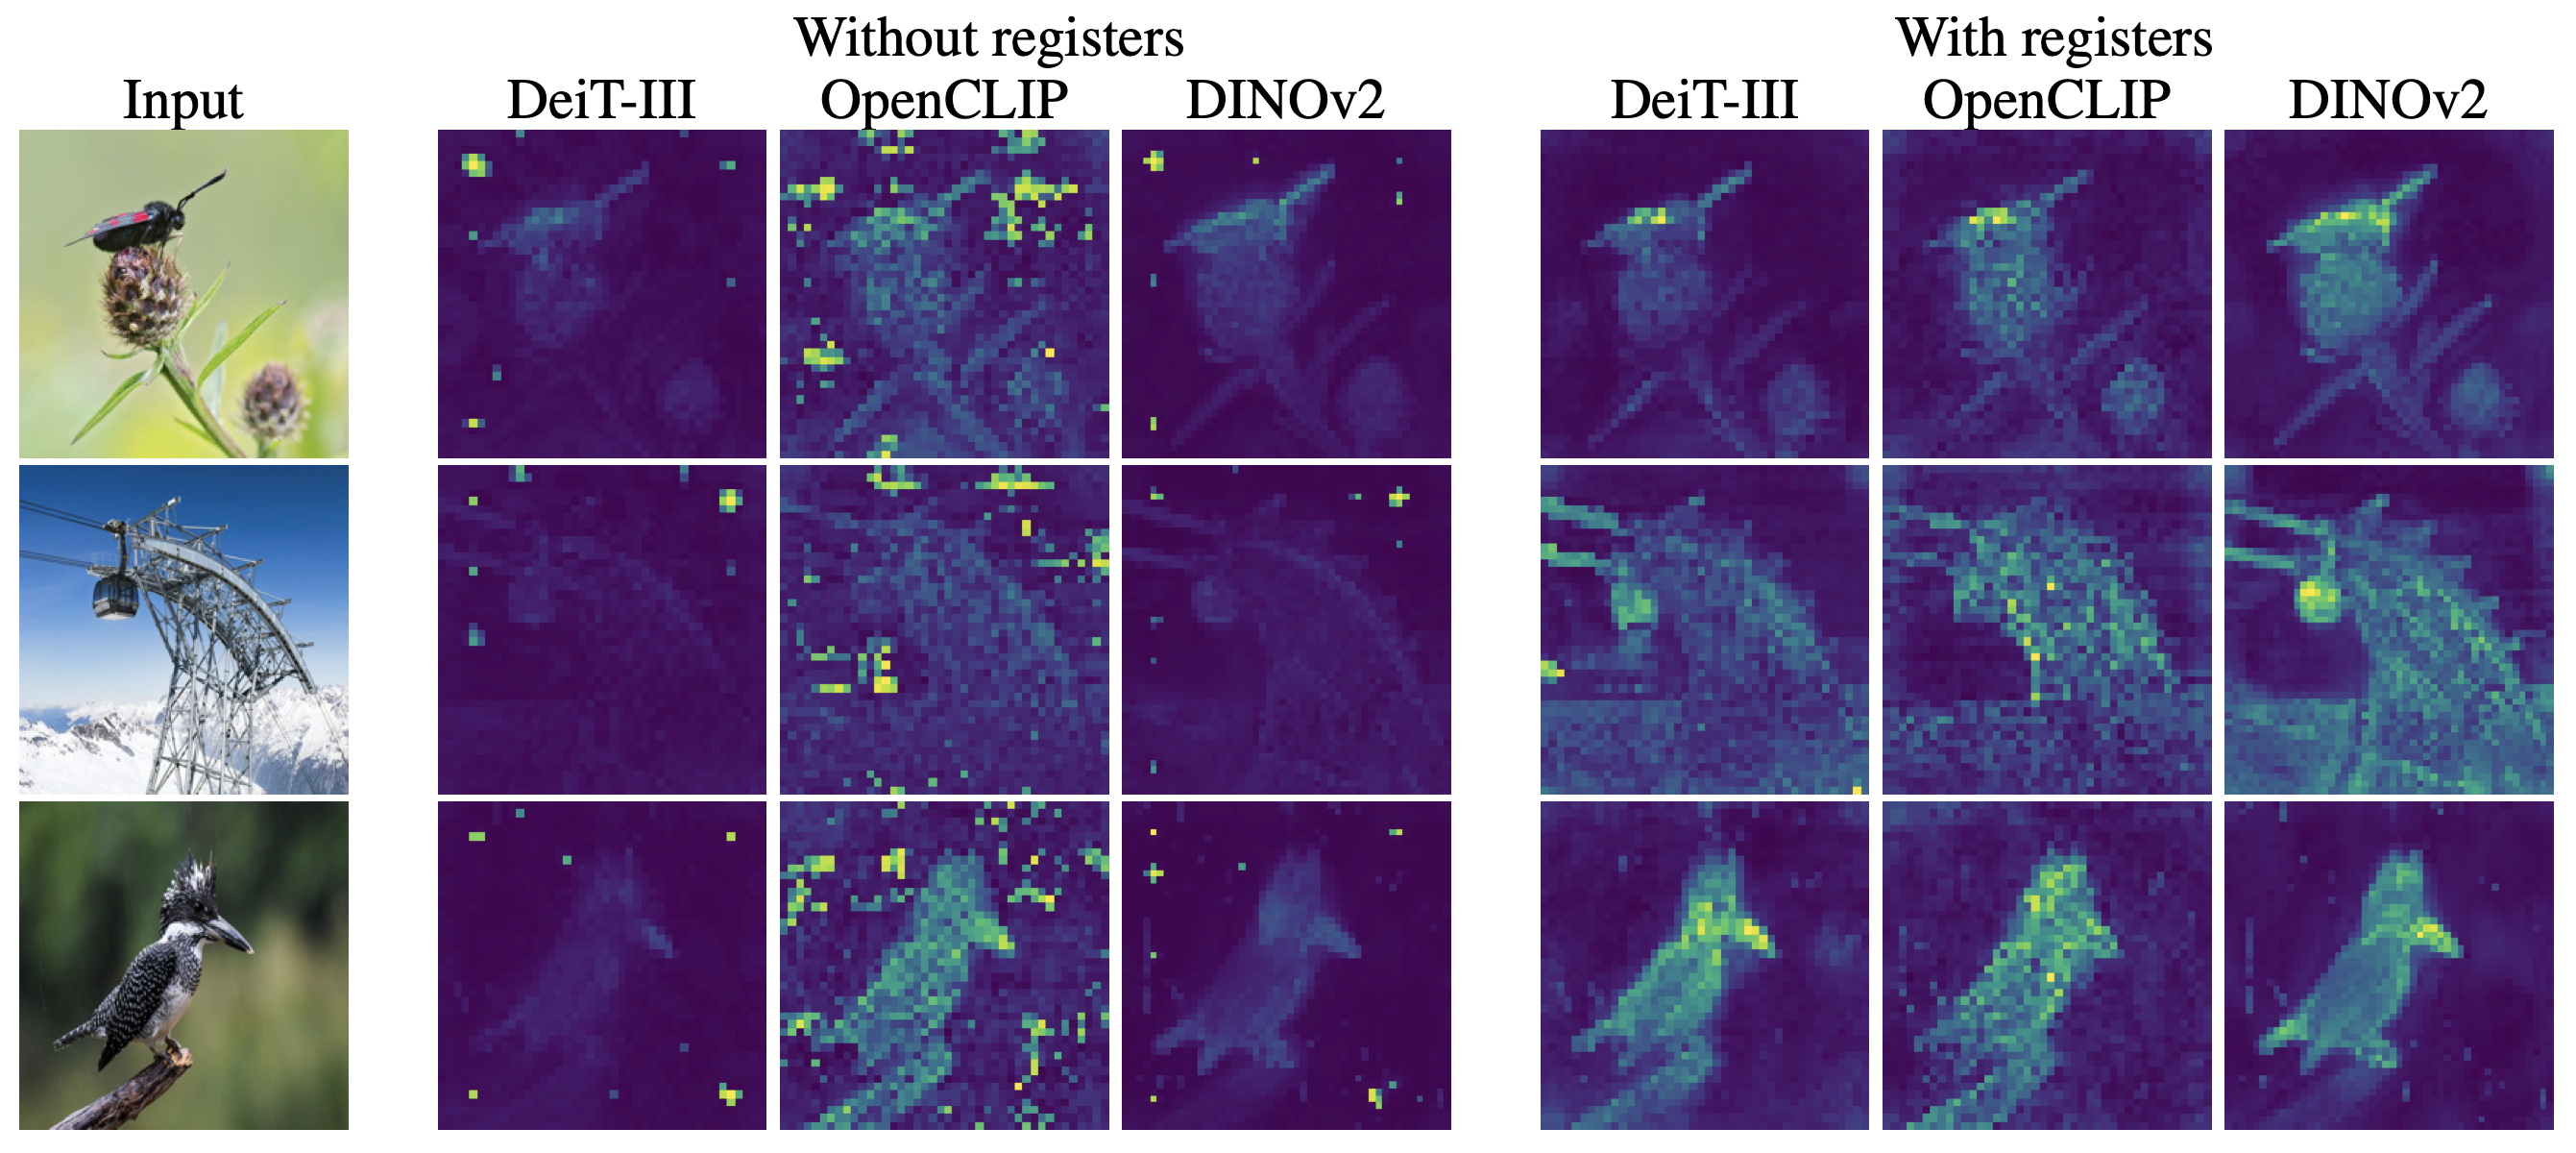 Without registers
With registers
Input
DeiT-III
OpenCLIP
DINOv2
DeiT-III
OpenCLIP
DINOv2